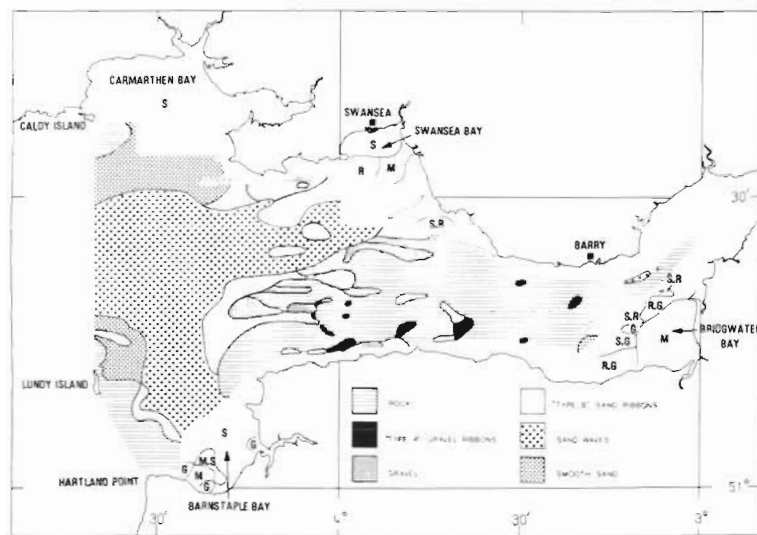 CARMARTHEN BAY
S
CALDY ISLAND
SWANSEA
SWANSEA BAY
S
R
M
30'
S.R
BARRY
S.R
R.G
S.R
G
S.G
M
BRIDGWATER
BAY
R.G
LUNDY ISLAND
ROCK
"TYPE B" SAND RIBBONS
"TYPE A" GRAVEL RIBBONS
SAND WAVES
GRAVEL
SMOOTH SAND
S
G
M.S
G
M
G
HARTLAND POINT
BARNSTAPLE BAY
51°
30'
4°
30'
3°